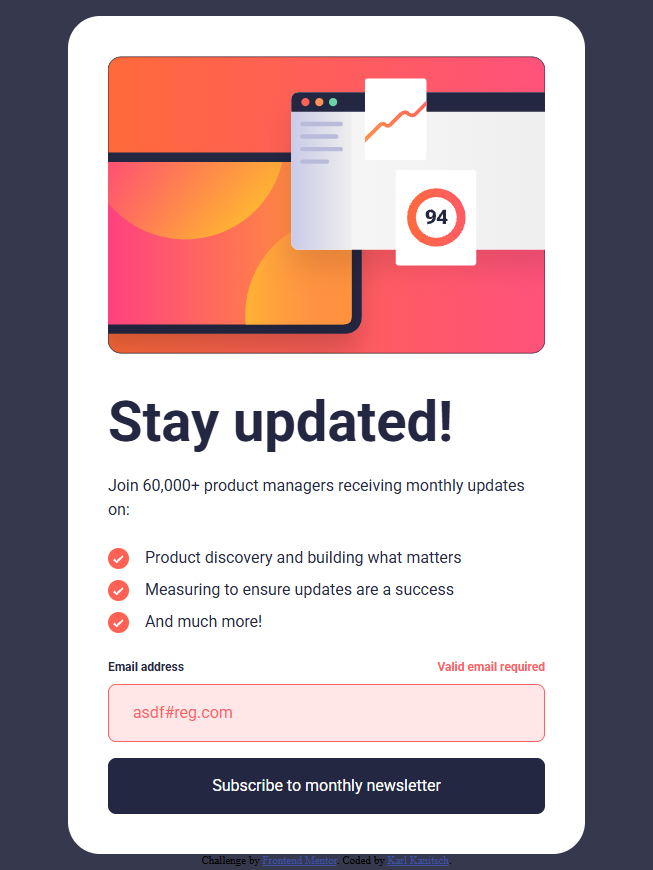 94
Stay updated!
Join 60,000+ product managers receiving monthly updates
on:
Product discovery and building what matters
Measuring to ensure updates are a success
And much more!
Email address Valid email required
asdf#reg.com
Subscribe to monthly newsletter
Challenge by Frontend Mentor. Coded by Karl Kanitsch.